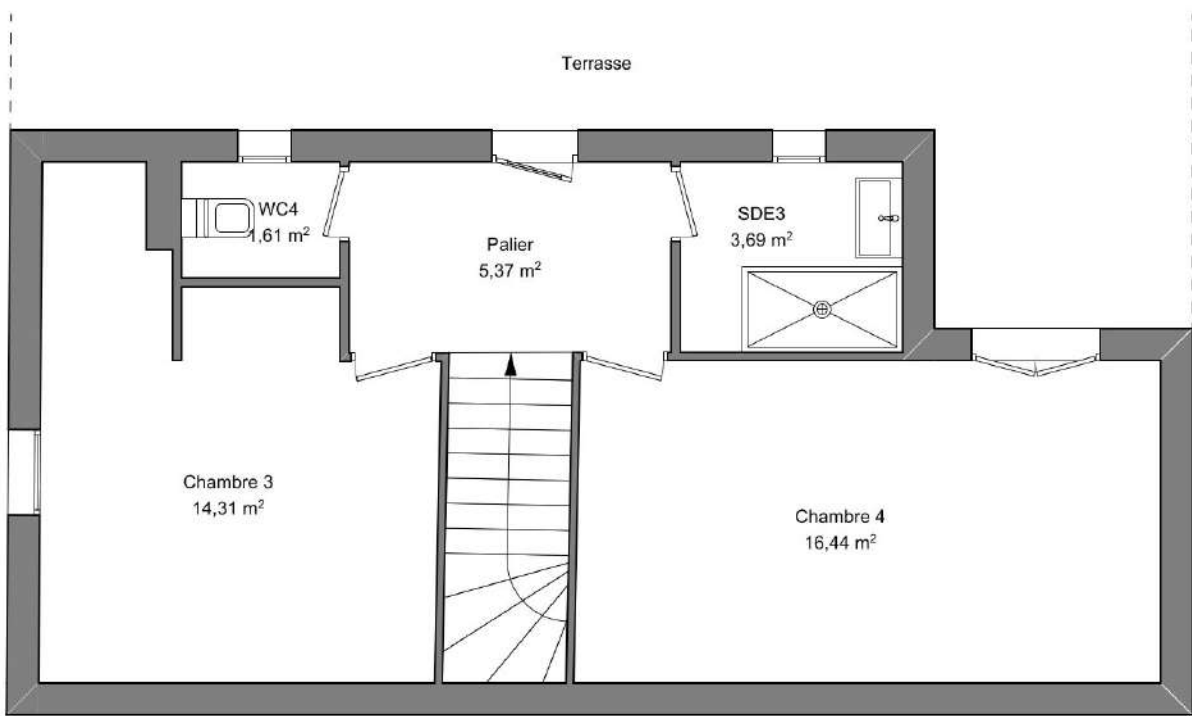 Terrasse
WC4
1,61 m²
Palier
5,37 m²
SDE3
3,69 m²
Chambre 3
14,31 m²
Chambre 4
16,44 m²